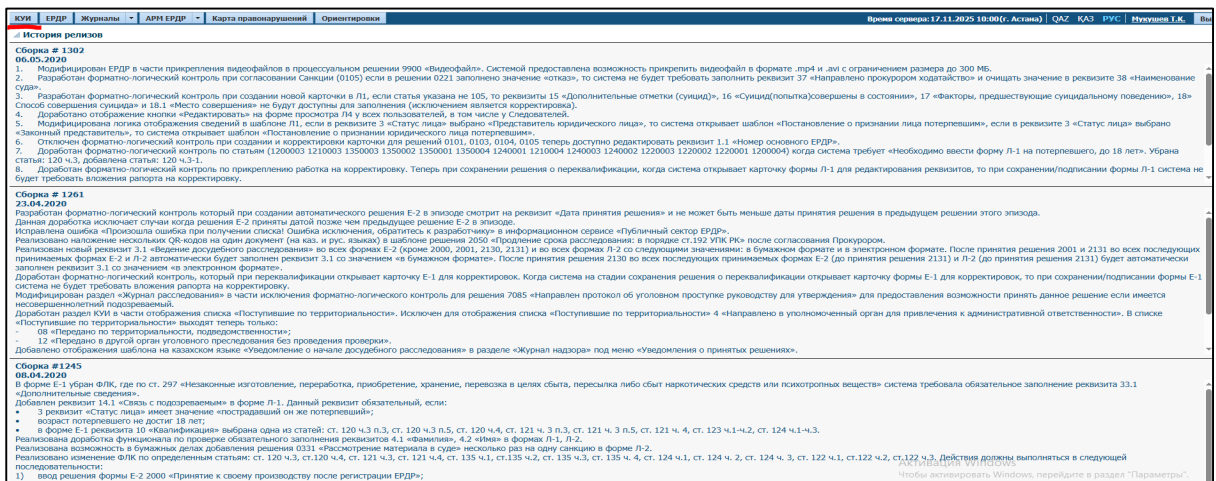 КУИ ЕРДР Журналы АРМ ЕРДР Карта правонарушений Ориентировки Время сервера:17.11.2025 10:00(г. Астана) QAZ ҚАЗ РУС Мукушев Т.К. Вы
История релизов
Сборка # 1302
06.05.2020
1. Модифицирован ЕРДР в части прикрепления видеофайлов в процессуальном решении 9900 «Видеофайл». Системой предоставлена возможность прикрепить видеофайл в формате .mp4 и .avi с ограничением размера до 300 МБ.
2. Разработан форматно-логический контроль при согласовании Санкции (0105) если в решении 0221 заполнено значение «отказ», то система не будет требовать заполнить реквизит 37 «Направлено прокурором ходатайство» и очищать значение в реквизите 38 «Наименование
суда».
3. Разработан форматно-логический контроль при создании новой карточки в Л1, если статья указана не 105, то реквизиты 15 «Дополнительные отметки (суицид)», 16 «Суицид(попытка)совершены в состоянии», 17 «Факторы, предшествующие суицидальному поведению», 18»
Способ совершения суицида» и 18.1 «Место совершения» не будут доступны для заполнения (исключением является корректировка).
4. Доработано отображение кнопки «Редактировать» на форме просмотра Л4 у всех пользователей, в том числе у Следователей.
5. Модифицирована логика отображения сведений в шаблоне Л1, если в реквизите 3 «Статус лица» выбрано «Представитель юридического лица», то система открывает шаблон «Постановление о признании лица потерпевшим», если в реквизите 3 «Статус лица» выбрано
«Законный представитель», то система открывает шаблон «Постановление о признании юридического лица потерпевшим».
6. Отключен форматно-логический контроль при создании и корректировки карточки для решений 0101, 0103, 0104, 0105 теперь доступно редактировать реквизит 1.1 «Номер основного ЕРДР».
7. Доработан форматно-логический контроль по статьям (1200003 1210003 1350003 1350002 1350001 1350004 1240001 1210004 1240003 1240002 1220003 1220002 1220001 1200004) когда система требует «Необходимо ввести форму Л-1 на потерпевшего, до 18 лет». Убрана
статья: 120 ч.3, добавлена статья: 120 ч.3-1.
8. Доработан форматно-логический контроль по прикреплению работа на корректировку. Теперь при сохранении решения о переквалификации, когда система открывает карточку формы Л-1 для редактирования реквизитов, то при сохранении/подписании формы Л-1 система не
будет требовать вложения рапорта на корректировку.
Сборка # 1261
23.04.2020
Разработан форматно-логический контроль который при создании автоматического решения Е-2 в эпизоде смотрит на реквизит «Дата принятия решения» и не может быть меньше даты принятия решения в предыдущем решении этого эпизода.
Данная доработка исключает случаи когда решения Е-2 приняты датой позже чем предыдущее решение Е-2 в эпизоде.
Исправлена ошибка «Произошла ошибка при получении списка! Ошибка исключения, обратитесь к разработчику» в информационном сервисе «Публичный сектор ЕРДР».
Реализовано наложение нескольких QR-кодов на один документ (на каз. и рус. языках) в шаблоне решения 2050 «Продление срока расследования: в порядке ст.192 УПК РК» после согласования Прокурором.
Реализован новый реквизит 3.1 «Ведение досудебного расследования» во всех формах Е-2 (кроме 2000, 2001, 2130, 2131) и во всех формах Л-2 со следующими значениями: в бумажном формате и в электронном формате. После принятия решения 2001 и 2131 во всех последующих
принимаемых формах Е-2 и Л-2 автоматически будет заполнен реквизит 3.1 со значением «в бумажном формате». После принятия решения 2130 во всех последующих принимаемых формах Е-2 (до принятия решения 2131) и Л-2 (до принятия решения 2131) будет автоматически
заполнен реквизит 3.1 со значением «в электронном формате».
Доработан форматно-логический контроль, который при переквалификации открывает карточку Е-1 для корректировок. Когда система на стадии сохранения решения о переквалификации открывает карточку формы Е-1 для корректировок, то при сохранении/подписании формы Е-1
система не будет требовать вложения рапорта на корректировку.
Модифицирован раздел «Журнал расследования» в части исключения форматно-логического контроль для решения 7085 «Направлен протокол об уголовном проступке руководству для утверждения» для предоставления возможности принять данное решение если имеется
несовершеннолетний подозреваемый.
Доработан раздел КУИ в части отображения списка «Поступившие по территориальности». Исключен для отображения списка «Поступившие по территориальности» 4 «Направлено в уполномоченный орган для привлечения к административной ответственности». В списке
«Поступившие по территориальности» выходят теперь только:
- 08 «Передано по территориальности, подведомственности»;
- 12 «Передано в другой орган уголовного преследования без проведения проверки».
Добавлено отображения шаблона на казахском языке «Уведомление о начале досудебного расследования» в разделе «Журнал надзора» под меню «Уведомления о принятых решениях».
Сборка #1245
08.04.2020
В форме Е-1 убран ФЛК, где по ст. 297 «Незаконные изготовление, переработка, приобретение, хранение, перевозка в целях сбыта, пересылка либо сбыт наркотических средств или психотропных веществ» система требовала обязательное заполнение реквизита 33.1
«Дополнительные сведения».
Добавлен реквизит 14.1 «Связь с подозреваемым» в форме Л-1. Данный реквизит обязательный, если:
• 3 реквизит «Статус лица» имеет значение «пострадавший он же потерпевший»;
• возраст потерпевшего не достиг 18 лет;
• в форме Е-1 реквизита 10 «Квалификация» выбрана одна из статей: ст. 120 ч.3 п.3, ст. 120 ч.3 п.5, ст. 120 ч.4, ст. 121 ч. 3 п.3, ст. 121 ч. 3 п.5, ст. 121 ч. 4, ст. 123 ч.1-ч.2, ст. 124 ч.1-ч.3.
Реализована доработка функционала по проверке обязательного заполнения реквизитов 4.1 «Фамилия», 4.2 «Имя» в формах Л-1, Л-2.
Реализована возможность в бумажных делах добавления решения 0331 «Рассмотрение материала в суде» несколько раз на одну санкцию в форме Л-2.
Реализовано изменение ФЛК по определенным статьям: ст. 120 ч.3, ст.120 ч.4, ст. 121 ч.3, ст. 121 ч.4, ст. 135 ч.1, ст.135 ч.2, ст. 135 ч.3, ст. 135 ч. 4, ст. 124 ч.1, ст. 124 ч. 2, ст. 124 ч. 3, ст. 122 ч.1, ст.122 ч.2, ст.122 ч.3. Действия должны выполняться в следующей
последовательности:
1) ввод решения формы Е-2 2000 «Принятие к своему производству после регистрации ЕРДР»;
Активация Windows
Чтобы активировать Windows, перейдите в раздел "Параметры".